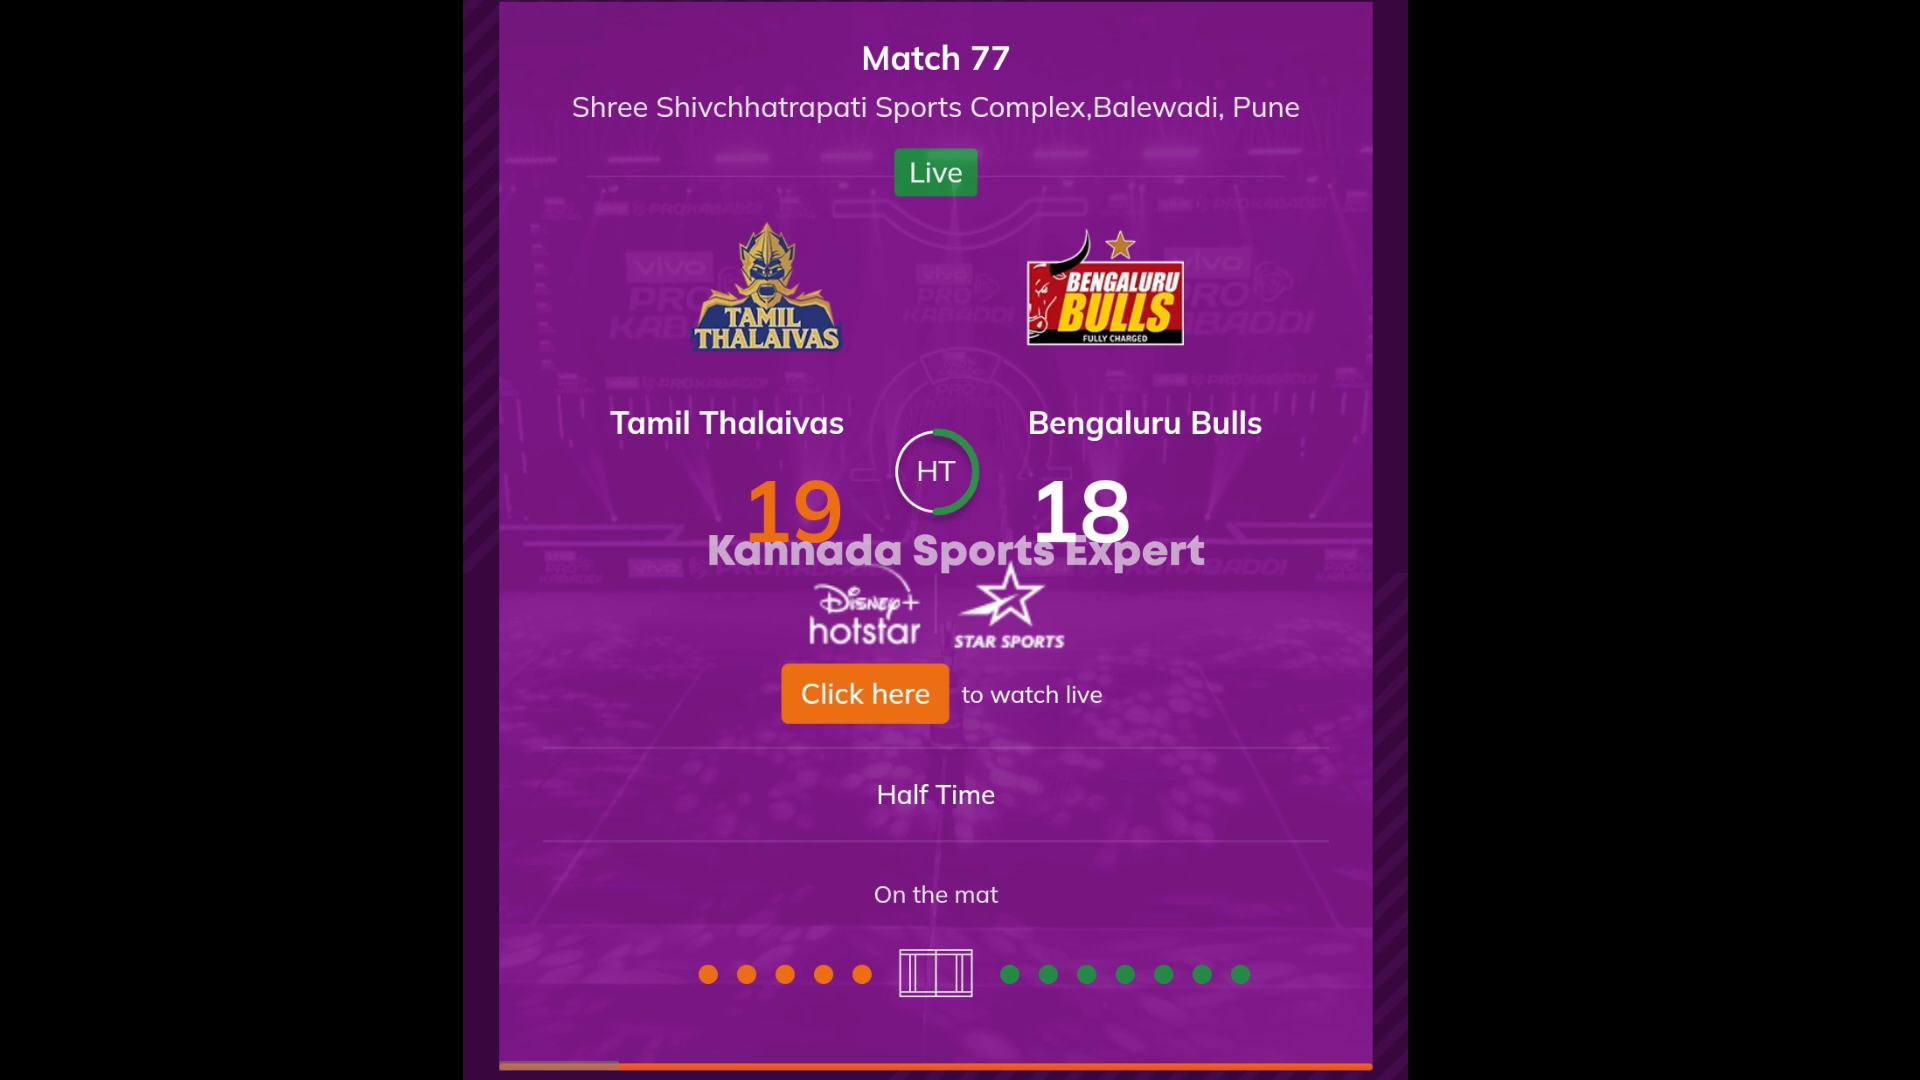 Match 77
Shree Shivchhatrapati Sports Complex,Balewadi, Pune
Live
TAMIL
THALAIVAS
BENGALURU
BULLS
FULLY CHARGED
Tamil Thalaivas
Bengaluru Bulls
HT
19
18
Kannada Sports Expert
Disney+
hotstar
STAR SPORTS
Click here to watch live
Half Time
On the mat